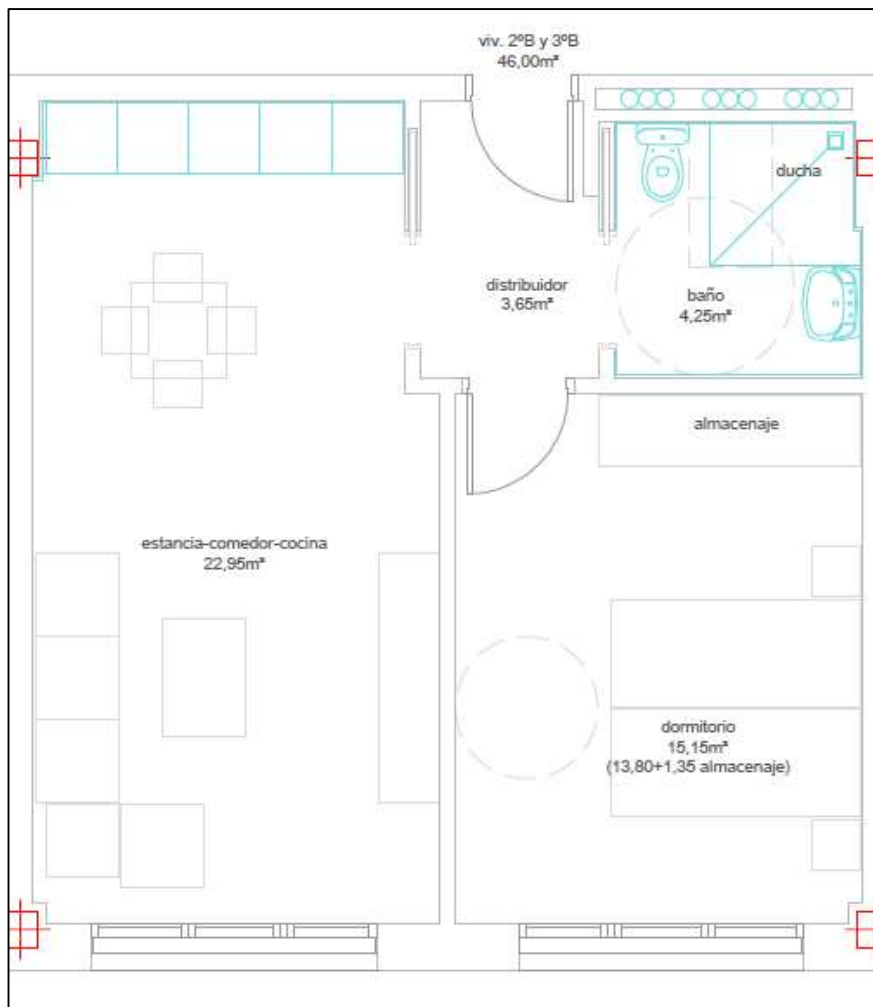 viv. 2ºB y 3ºB
46,00m²
ducha
distribuidor
3,65m²
baño
4,25m²
almacenaje
estancia-comedor-cocina
22,95m²
dormitorio
15,15m²
(13,80+1,35 almacenaje)